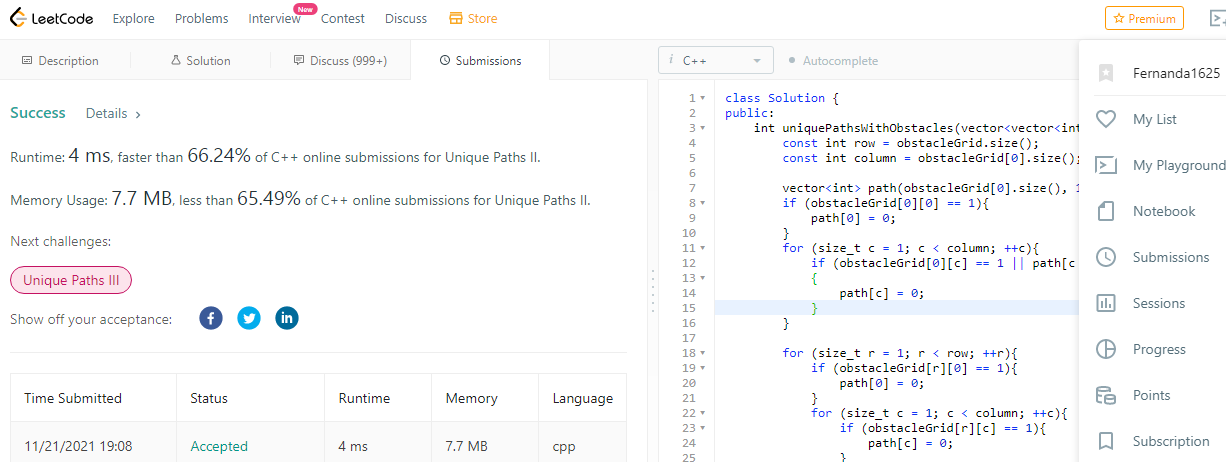 LeetCode Explore Problems Interview New Contest Discuss Store Premium
Description Solution Discuss (999+) Submissions
Success Details >
Runtime: 4 ms, faster than 66.24% of C++ online submissions for Unique Paths II.
Memory Usage: 7.7 MB, less than 65.49% of C++ online submissions for Unique Paths II.
Next challenges:
Unique Paths III
Show off your acceptance:
Time Submitted Status Runtime Memory Language
11/21/2021 19:08 Accepted 4 ms 7.7 MB cpp
i C++ Autocomplete
1 class Solution {
2 public:
3 int uniquePathsWithObstacles(vector<vector<int
4 const int row = obstacleGrid.size();
5 const int column = obstacleGrid[0].size();
6
7 vector<int> path(obstacleGrid[0].size(), 1
8 if (obstacleGrid[0][0] == 1){
9 path[0] = 0;
10 }
11 for (size_t c = 1; c < column; ++c){
12 if (obstacleGrid[0][c] == 1 || path[c
13 {
14 path[c] = 0;
15 }
16 }
17
18 for (size_t r = 1; r < row; ++r){
19 if (obstacleGrid[r][0] == 1){
20 path[0] = 0;
21 }
22 for (size_t c = 1; c < column; ++c){
23 if (obstacleGrid[r][c] == 1){
24 path[c] = 0;
25 }
Fernanda1625
My List
My Playground
Notebook
Submissions
Sessions
Progress
Points
Subscription